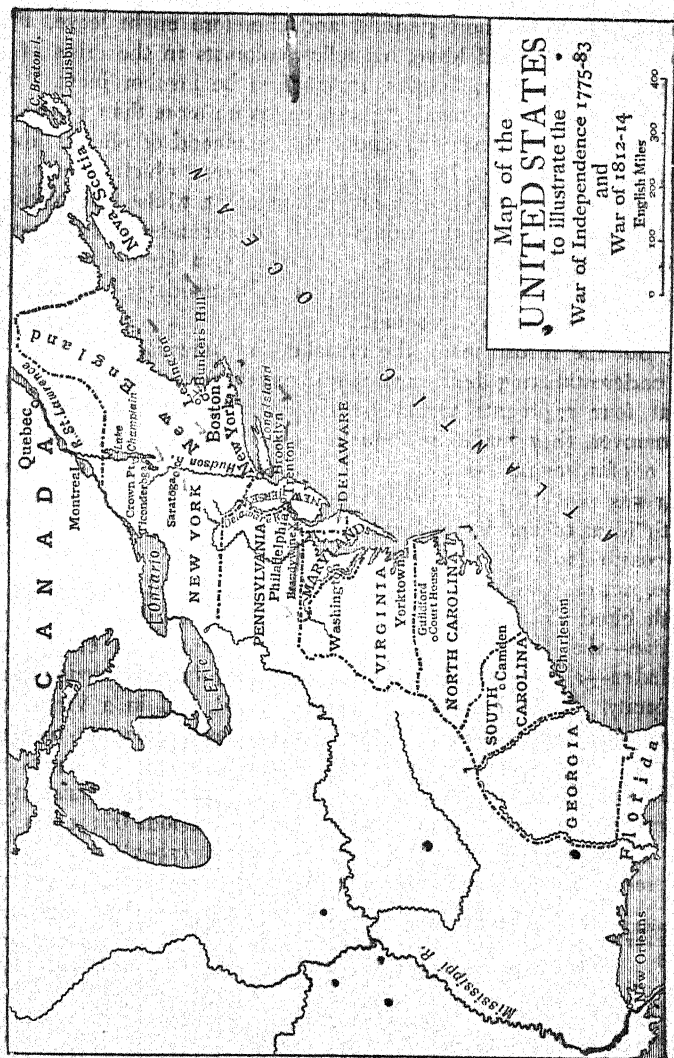 Map of the
UNITED STATES
to illustrate the
War of Independence 1775-83
and
War of 1812-14
English Miles
0 100 200 300 400
CANADA
Quebec
R. St. Lawrence
Montreal
C. Breton I.
Louisburg
Nova Scotia
New England
Lake
Champlain
Crown Pt.
Ticonderoga
Saratoga
R. Hudson
Lexington
Bunker's Hill
Boston
New York
Long Island
Brooklyn
Trenton
L. Ontario
L. Erie
NEW YORK
NEW JERSEY
PENNSYLVANIA
Philadelphia
Brandywine
DELAWARE
MARYLAND
Washington
VIRGINIA
Yorktown
Guildford
Court House
NORTH CAROLINA
SOUTH
CAROLINA
Camden
Charleston
GEORGIA
Florida
New Orleans
Mississippi R.
ATLANTIC OCEAN